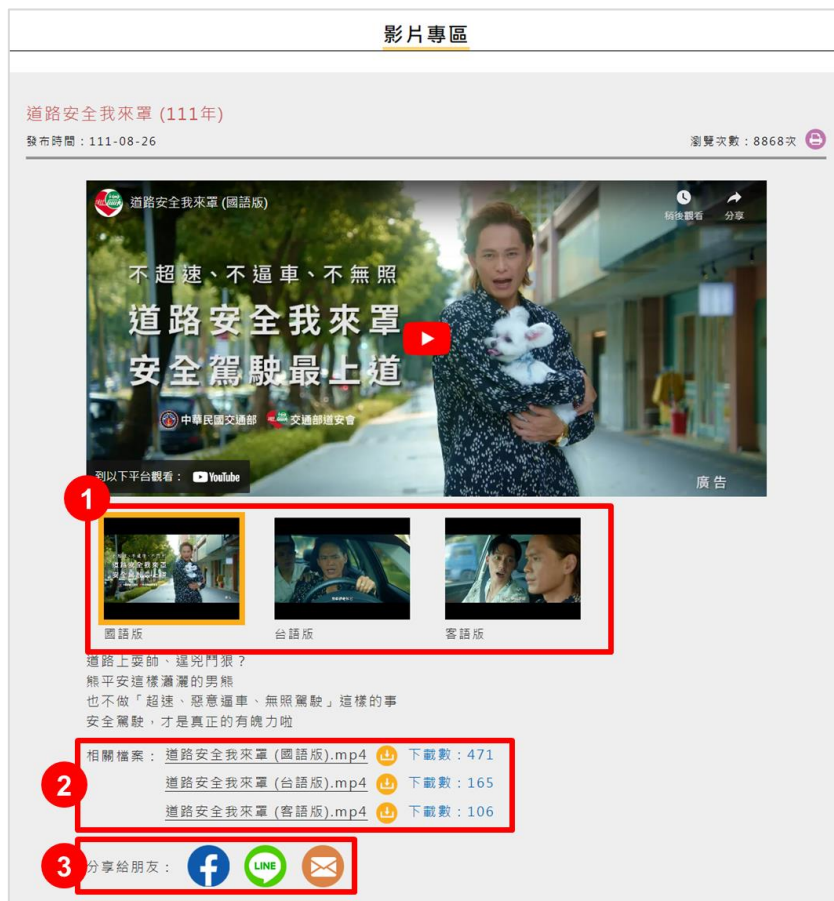 影片專區
道路安全我來罩 (111年)
發布時間：111-08-26
瀏覽次數：8868次
道路安全我來罩 (國語版)
稍後觀看
分享
不超速、不逼車、不無照
道路安全我來罩
安全駕駛最上道
中華民國交通部
交通部道安會
到以下平台觀看：
YouTube
廣告
1
國語版
台語版
客語版
道路上耍帥、逞兇鬥狠？
熊平安這樣瀟灑的男熊
也不做「超速、惡意逼車、無照駕駛」這樣的事
安全駕駛，才是真正的有魄力啦
2
相關檔案：道路安全我來罩 (國語版).mp4 下載數：471
道路安全我來罩 (台語版).mp4 下載數：165
道路安全我來罩 (客語版).mp4 下載數：106
3
分享給朋友：
LINE